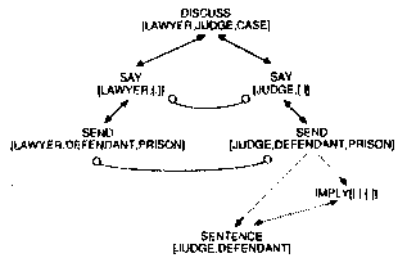 DISCUSS
[LAWYER,JUDGE,CASE]
SAY
[LAWYER,[.]]
SAY
[JUDGE,[ ]]
SEND
[LAWYER,DEFENDANT,PRISON]
SEND
[JUDGE,DEFENDANT,PRISON]
IMPLY[[ ] [ ]]
SENTENCE
[JUDGE,DEFENDANT]